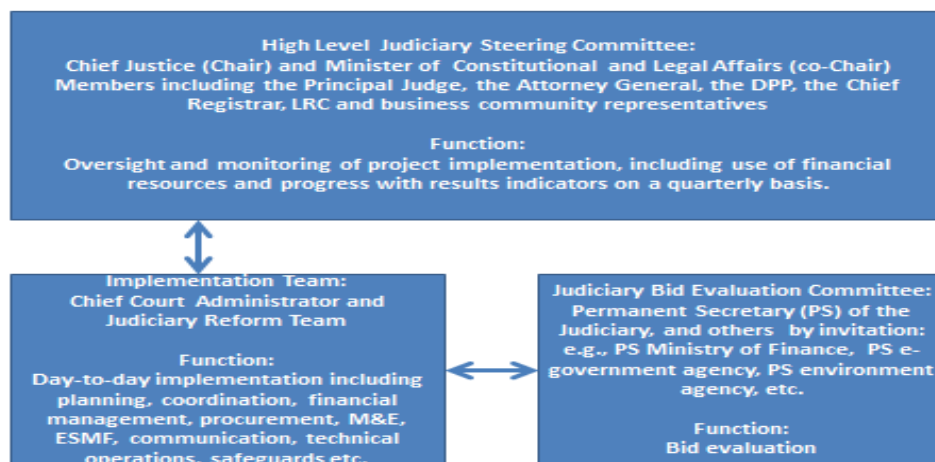 High Level Judiciary Steering Committee:
Chief Justice (Chair) and Minister of Constitutional and Legal Affairs (co-Chair)
Members including the Principal Judge, the Attorney General, the DPP, the Chief
Registrar, LRC and business community representatives
Function:
Oversight and monitoring of project implementation, including use of financial
resources and progress with results indicators on a quarterly basis.
Implementation Team:
Chief Court Administrator and
Judiciary Reform Team
Function:
Day-to-day implementation including
planning, coordination, financial
management, procurement, M&E,
ESMF, communication, technical
operations, safeguards etc.
Judiciary Bid Evaluation Committee:
Permanent Secretary (PS) of the
Judiciary, and others by invitation:
e.g., PS Ministry of Finance, PS e-
government agency, PS environment
agency, etc.
Function:
Bid evaluation